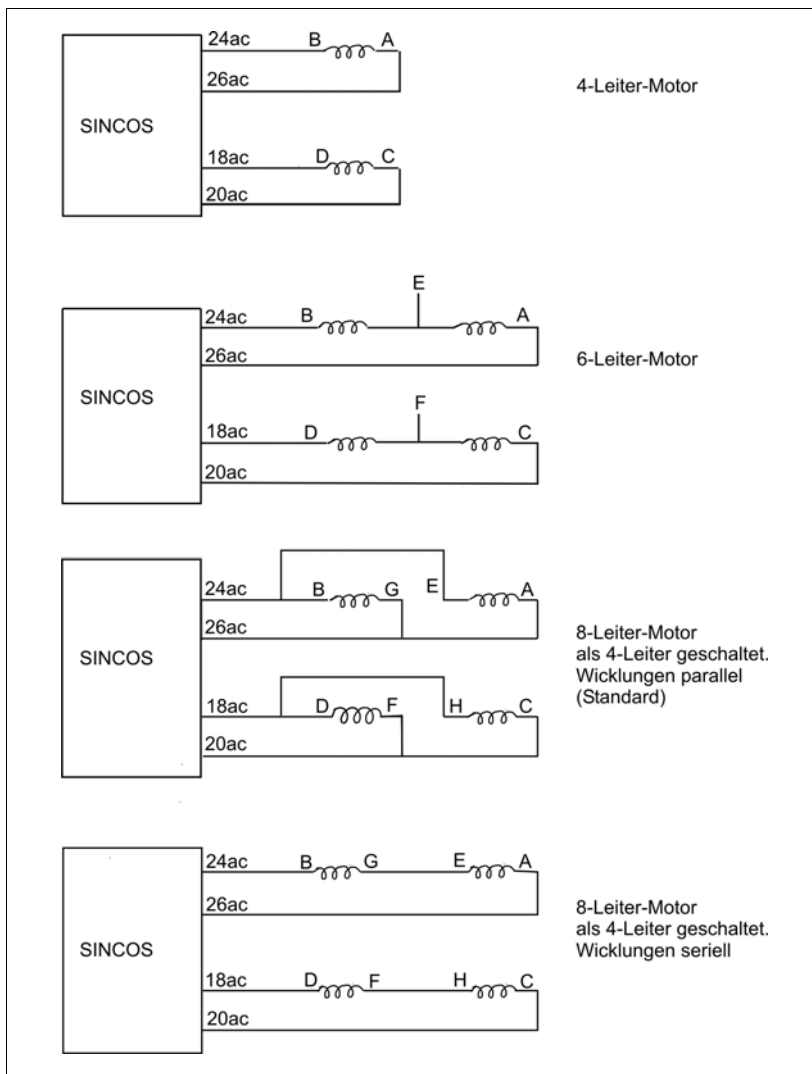 24ac B A
26ac
4-Leiter-Motor
SINCOS
18ac D C
20ac
E
24ac B A
26ac
6-Leiter-Motor
SINCOS
F
18ac D C
20ac
24ac B G E A
26ac
8-Leiter-Motor
als 4-Leiter geschaltet.
SINCOS
Wicklungen parallel
(Standard)
18ac D F H C
20ac
24ac B G E A
26ac
8-Leiter-Motor
als 4-Leiter geschaltet.
SINCOS
Wicklungen seriell
18ac D F H C
20ac